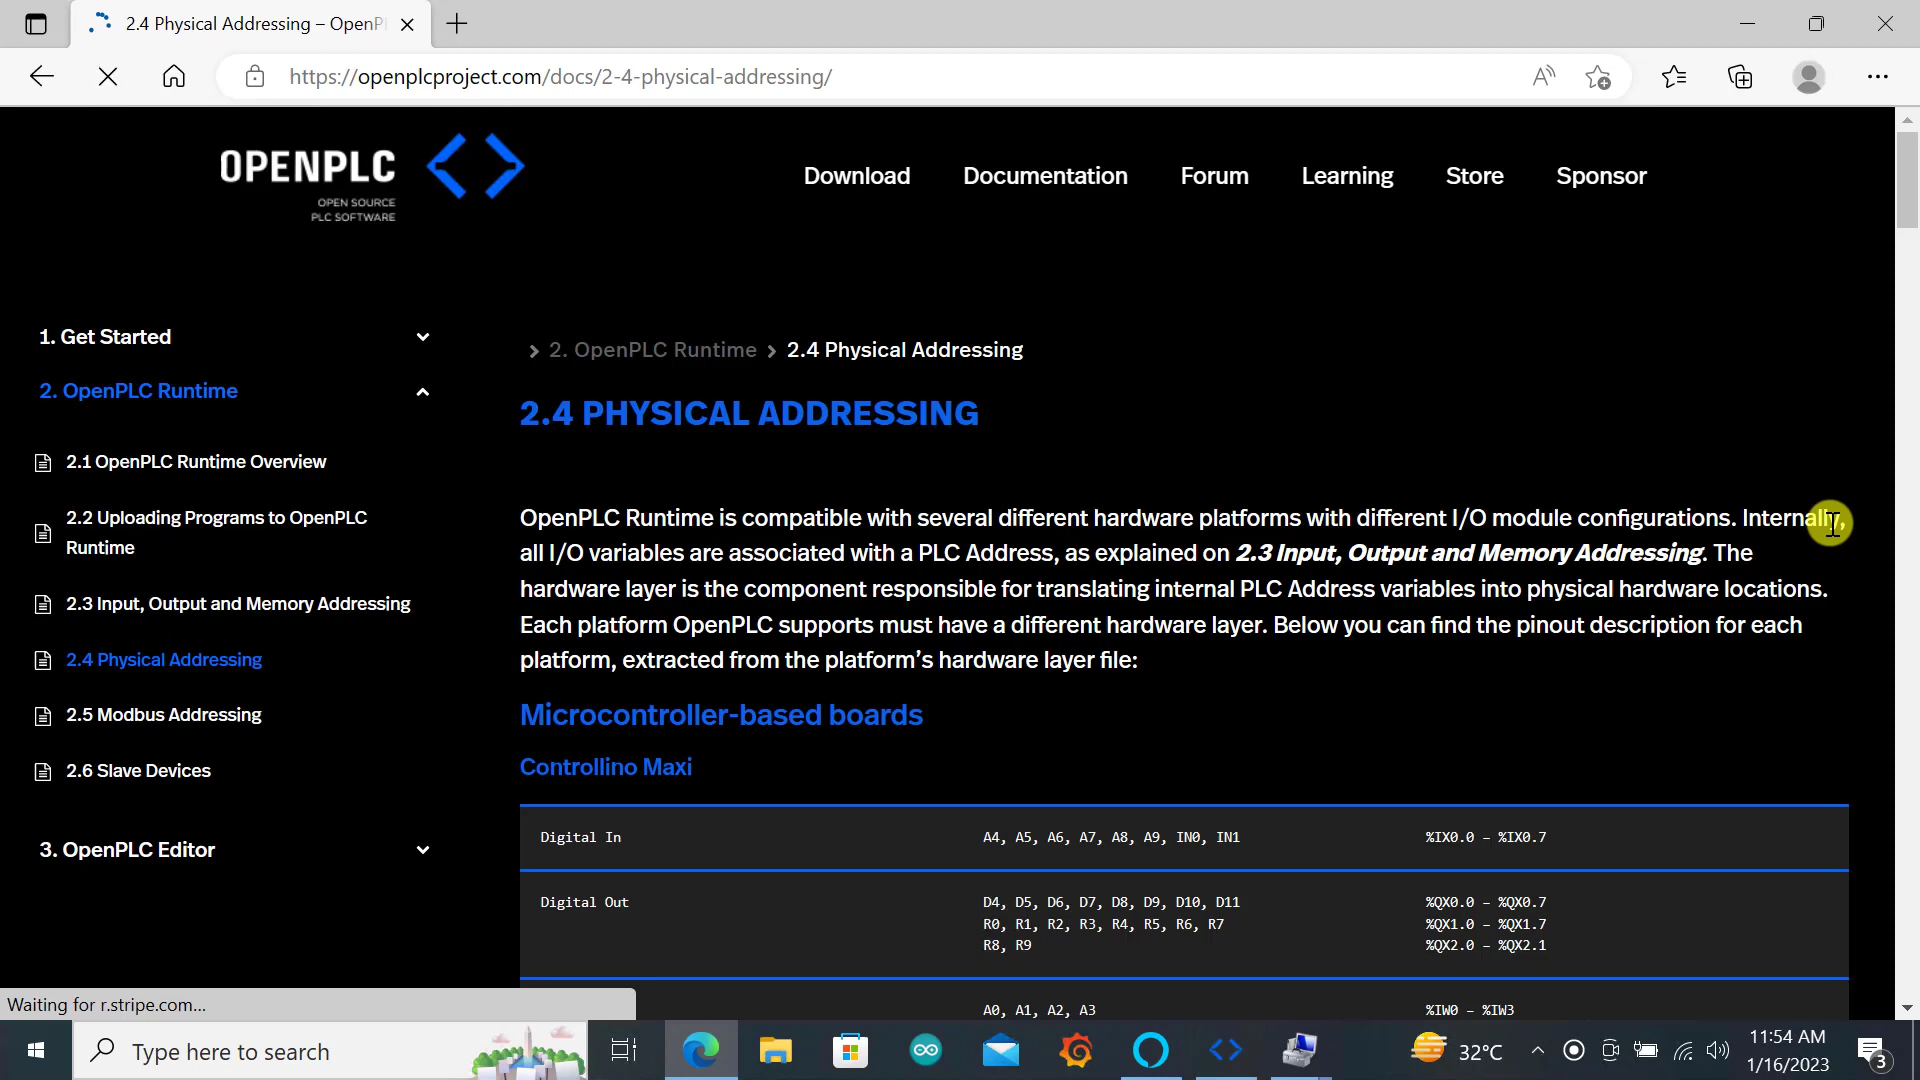 2.4 Physical Addressing – OpenP
https://openplcproject.com/docs/2-4-physical-addressing/
OPENPLC
OPEN SOURCE
PLC SOFTWARE
Download
Documentation
Forum
Learning
Store
Sponsor
1. Get Started
2. OpenPLC Runtime
2.1 OpenPLC Runtime Overview
2.2 Uploading Programs to OpenPLC
Runtime
2.3 Input, Output and Memory Addressing
2.4 Physical Addressing
2.5 Modbus Addressing
2.6 Slave Devices
3. OpenPLC Editor
2. OpenPLC Runtime > 2.4 Physical Addressing
2.4 PHYSICAL ADDRESSING
OpenPLC Runtime is compatible with several different hardware platforms with different I/O module configurations. Internally,
all I/O variables are associated with a PLC Address, as explained on 2.3 Input, Output and Memory Addressing. The
hardware layer is the component responsible for translating internal PLC Address variables into physical hardware locations.
Each platform OpenPLC supports must have a different hardware layer. Below you can find the pinout description for each
platform, extracted from the platform's hardware layer file:
Microcontroller-based boards
Controllino Maxi
Digital In A4, A5, A6, A7, A8, A9, IN0, IN1 %IX0.0 – %IX0.7
Digital Out D4, D5, D6, D7, D8, D9, D10, D11 %QX0.0 – %QX0.7
R0, R1, R2, R3, R4, R5, R6, R7 %QX1.0 – %QX1.7
R8, R9 %QX2.0 – %QX2.1
A0, A1, A2, A3 %IW0 – %IW3
Waiting for r.stripe.com...
Type here to search
32°C
11:54 AM
1/16/2023
3